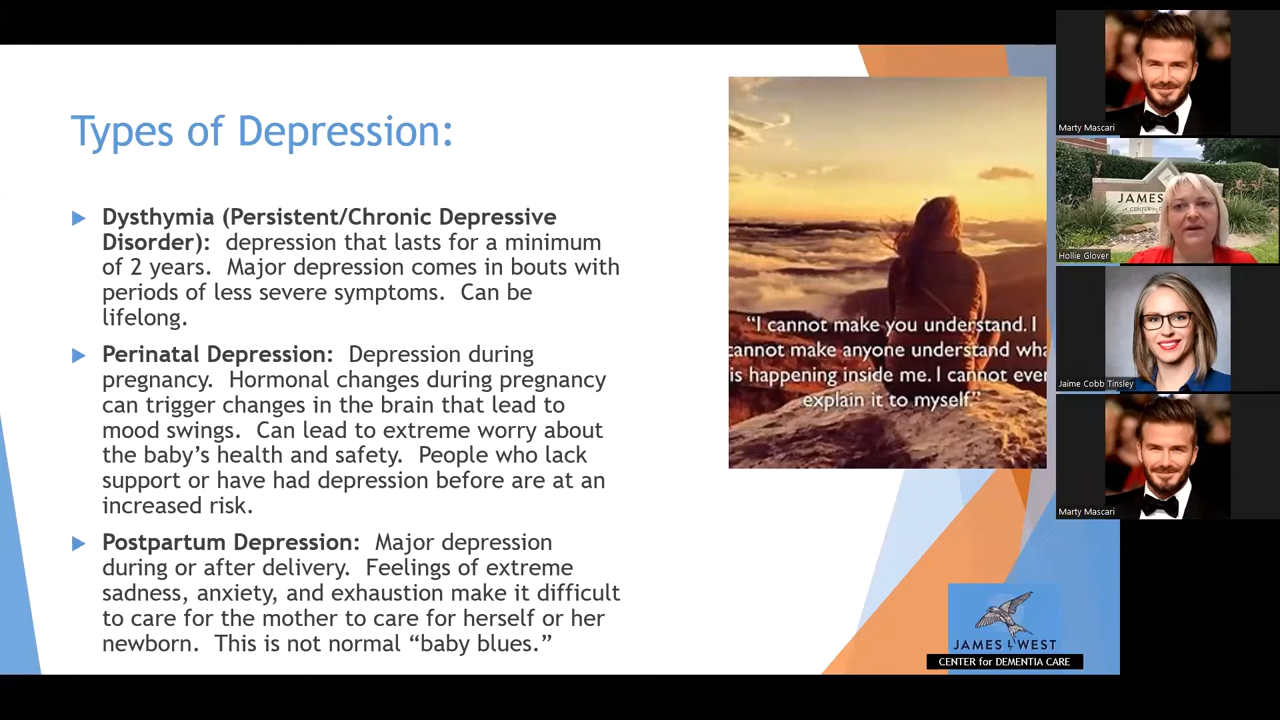 Types of Depression:
Dysthymia (Persistent/Chronic Depressive
Disorder): depression that lasts for a minimum
of 2 years. Major depression comes in bouts with
periods of less severe symptoms. Can be
lifelong.
Perinatal Depression: Depression during
pregnancy. Hormonal changes during pregnancy
can trigger changes in the brain that lead to
mood swings. Can lead to extreme worry about
the baby’s health and safety. People who lack
support or have had depression before are at an
increased risk.
Postpartum Depression: Major depression
during or after delivery. Feelings of extreme
sadness, anxiety, and exhaustion make it difficult
to care for the mother to care for herself or her
newborn. This is not normal “baby blues.”
“I cannot make you understand. I
cannot make anyone understand wha
is happening inside me. I cannot ever
explain it to myself.”
JAMES L WEST
CENTER for DEMENTIA CARE
Marty Mascari
JAMES
Hollie Glover
Jaime Cobb Tinsley
Marty Mascari